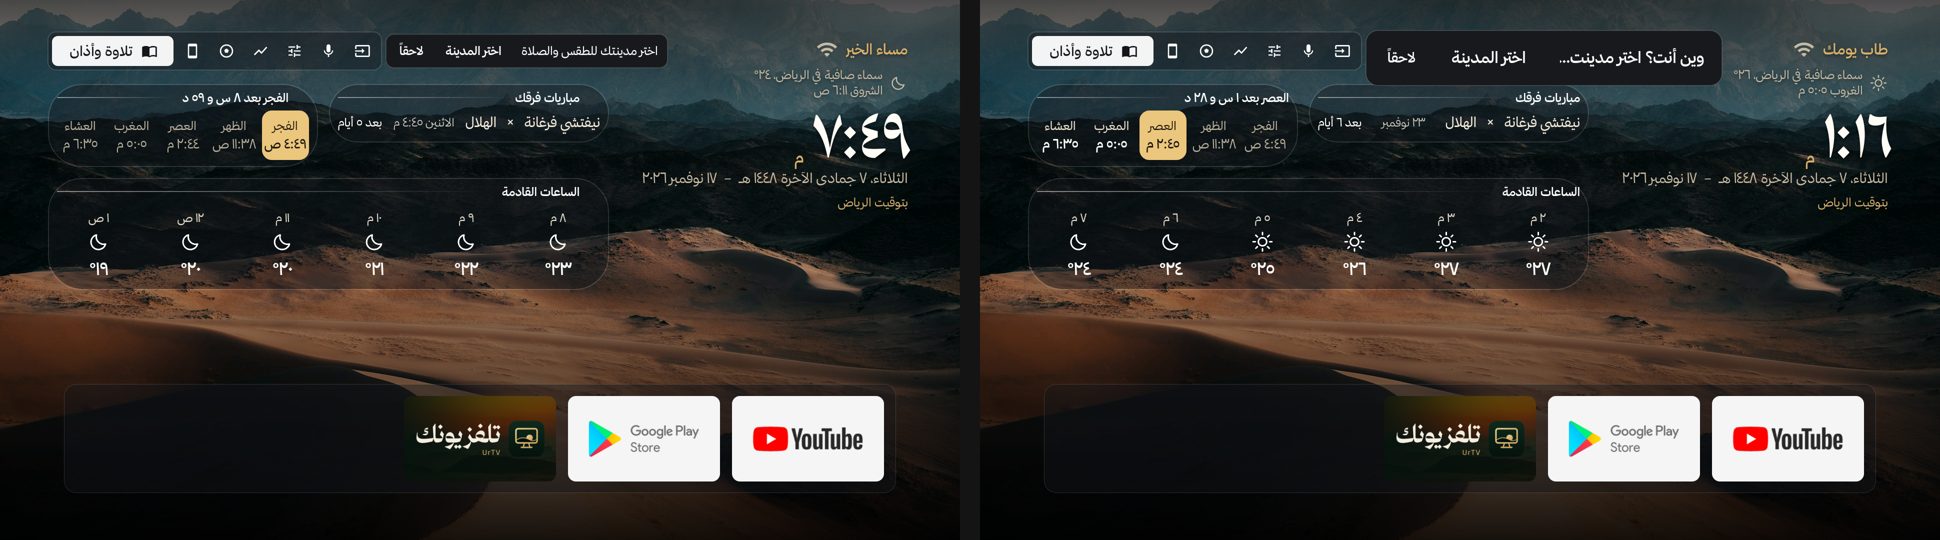 مساء الخير
سماء صافية في الرياض، ٢٤°
الشروق ٦:١١ ص
٧:٤٩ م
الثلاثاء، ٧ جمادى الآخرة ١٤٤٨ هـ – ١٧ نوفمبر ٢٠٢٦
بتوقيت الرياض
اختر مدينتك للطقس والصلاة اختر المدينة لاحقاً
تلاوة وأذان
مباريات فرقك
نيفتشي فرغانة × الهلال الاثنين ٤:٤٥ م بعد ٥ أيام
الفجر بعد ٨ س و ٥٩ د
الفجر الظهر العصر المغرب العشاء
٤:٤٩ ص ١١:٣٨ ص ٢:٤٤ م ٥:٠٥ م ٦:٣٥ م
الساعات القادمة
٨ م ٩ م ١٠ م ١١ م ١٢ ص ١ ص
٢٣° ٢٢° ٢١° ٢٠° ٢٠° ١٩°
YouTube
Google Play Store
تلفزيونك
UrTV
طاب يومك
سماء صافية في الرياض، ٢٦°
الغروب ٥:٠٥ م
١:١٦ م
الثلاثاء، ٧ جمادى الآخرة ١٤٤٨ هـ – ١٧ نوفمبر ٢٠٢٦
بتوقيت الرياض
وين أنت؟ اختر مدينت... اختر المدينة لاحقاً
تلاوة وأذان
مباريات فرقك
نيفتشي فرغانة × الهلال ٢٣ نوفمبر بعد ٦ أيام
العصر بعد ١ س و ٢٨ د
الفجر الظهر العصر المغرب العشاء
٤:٤٩ ص ١١:٣٨ ص ٢:٤٥ م ٥:٠٥ م ٦:٣٥ م
الساعات القادمة
٢ م ٣ م ٤ م ٥ م ٦ م ٧ م
٢٧° ٢٧° ٢٦° ٢٥° ٢٤° ٢٤°
YouTube
Google Play Store
تلفزيونك
UrTV